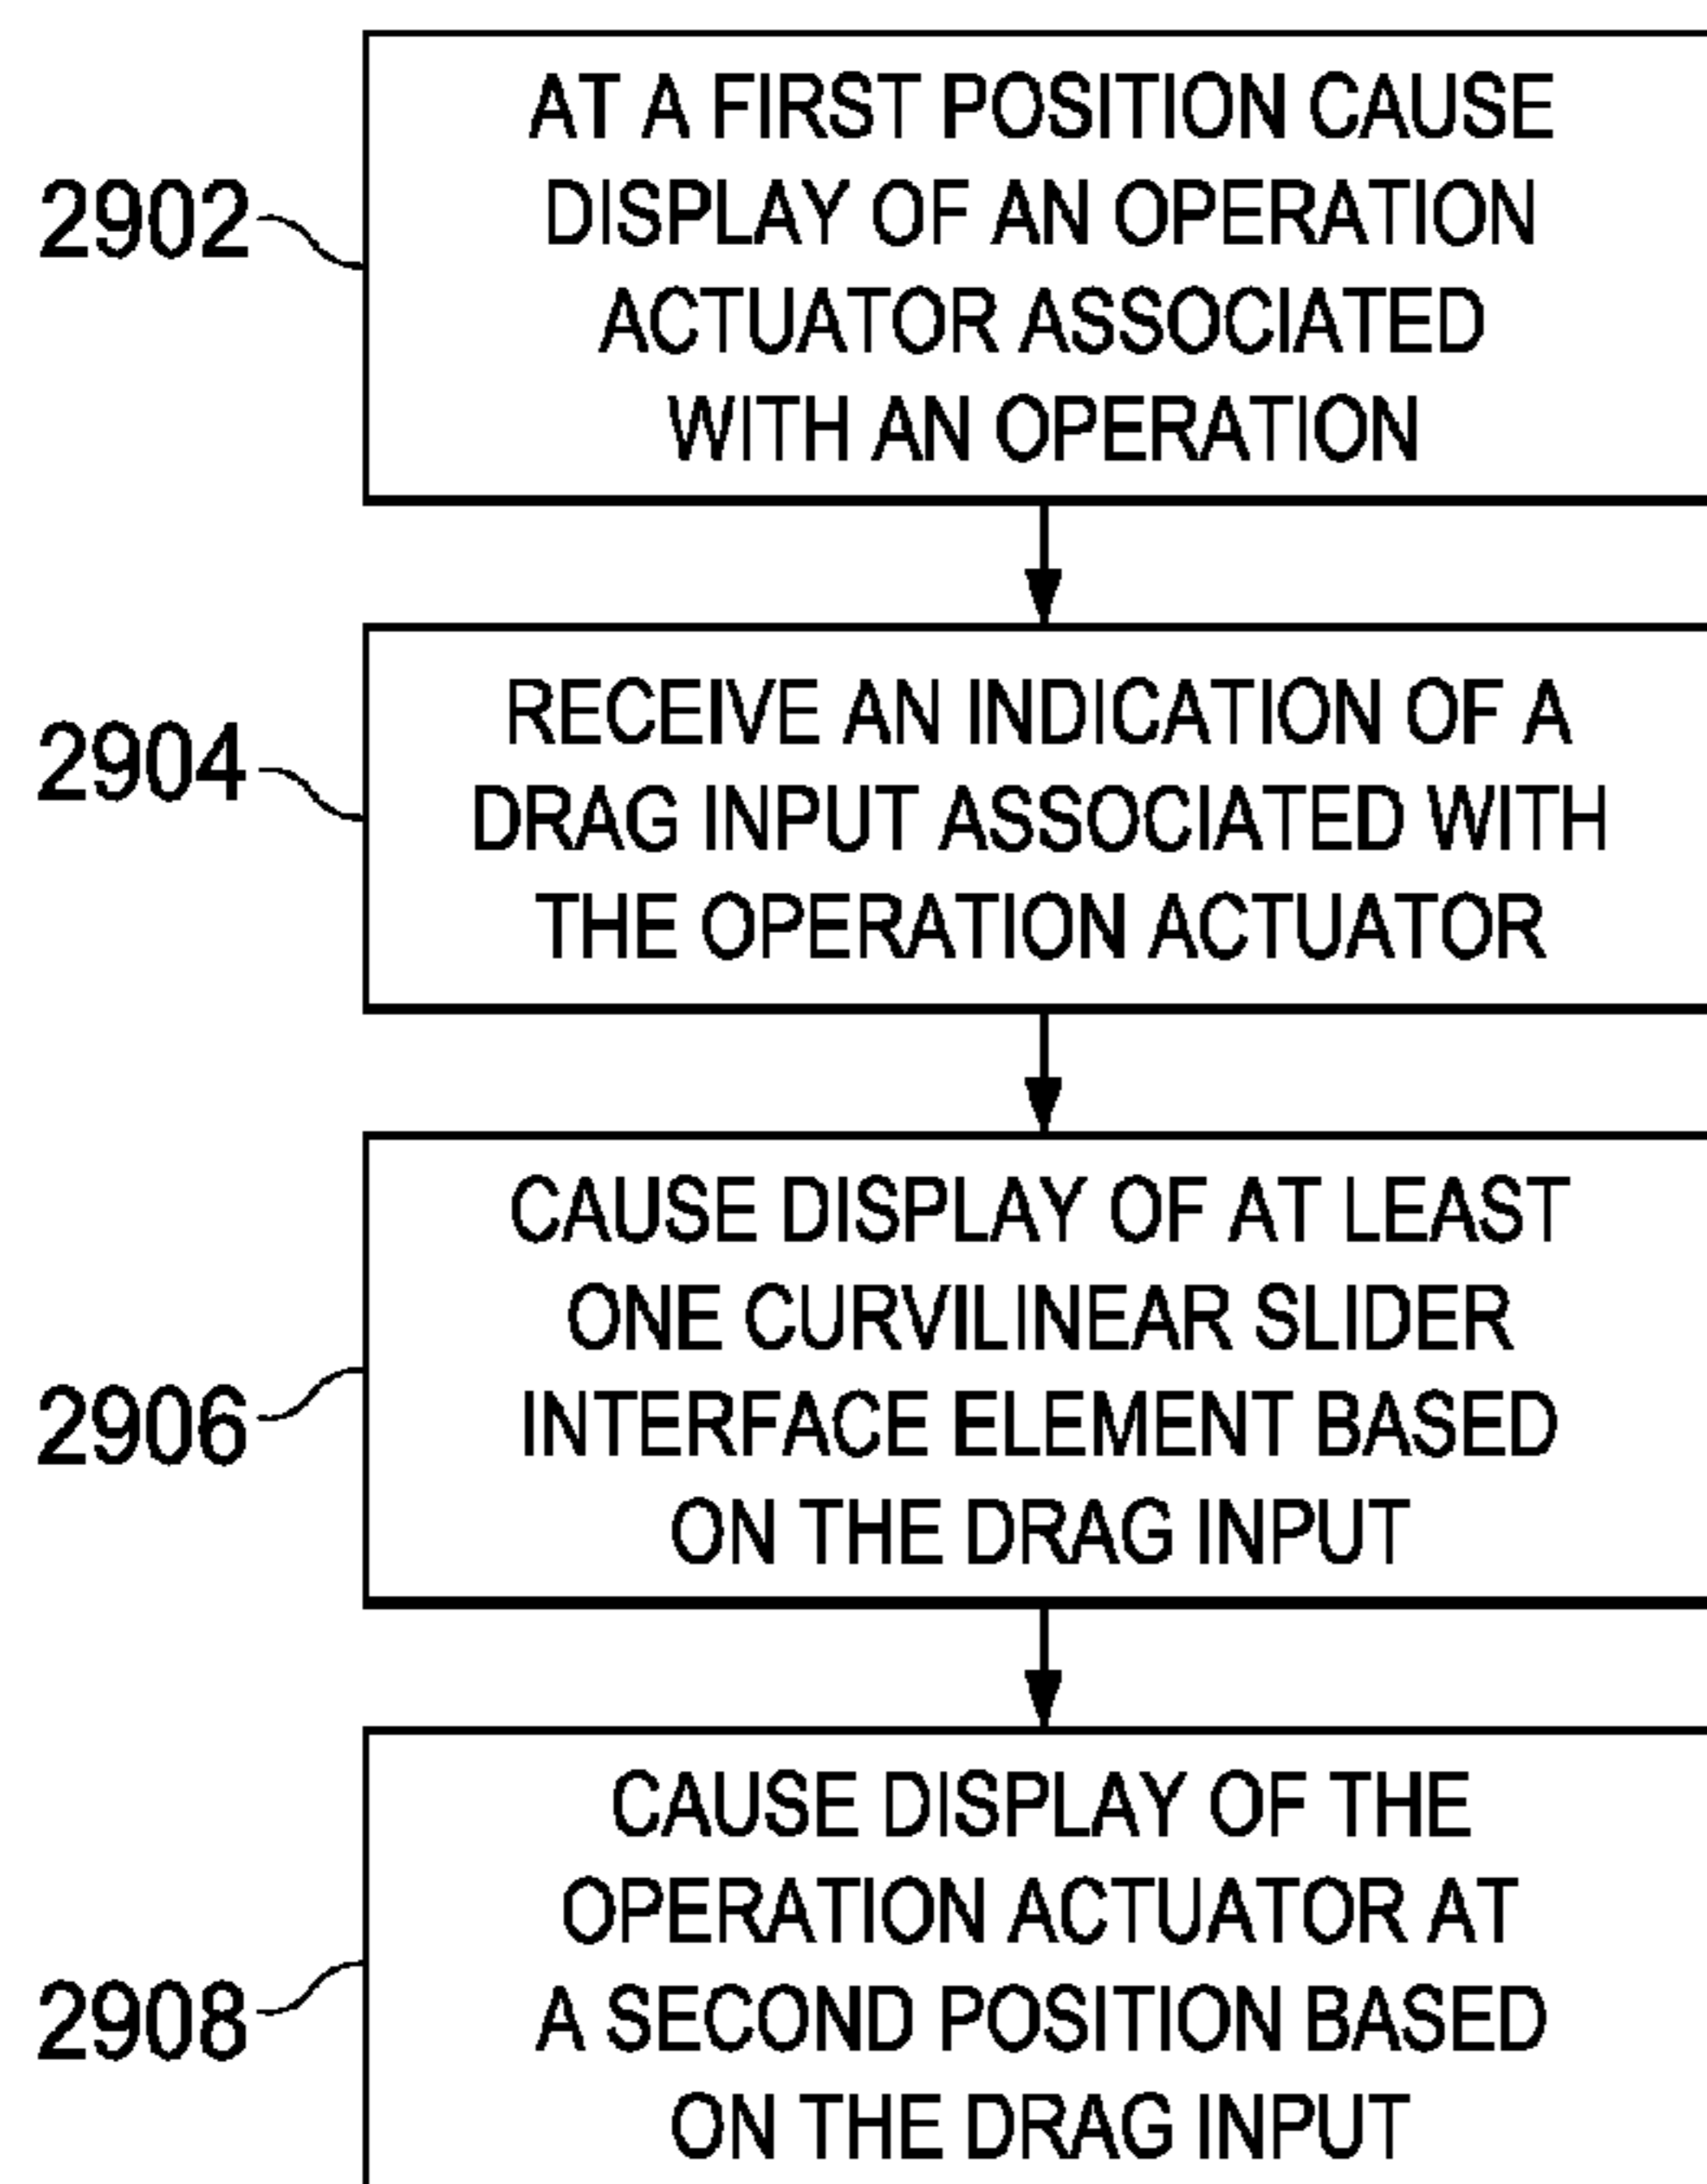 2902
AT A FIRST POSITION CAUSE
DISPLAY OF AN OPERATION
ACTUATOR ASSOCIATED
WITH AN OPERATION
2904
RECEIVE AN INDICATION OF A
DRAG INPUT ASSOCIATED WITH
THE OPERATION ACTUATOR
2906
CAUSE DISPLAY OF AT LEAST
ONE CURVILINEAR SLIDER
INTERFACE ELEMENT BASED
ON THE DRAG INPUT
2908
CAUSE DISPLAY OF THE
OPERATION ACTUATOR AT
A SECOND POSITION BASED
ON THE DRAG INPUT